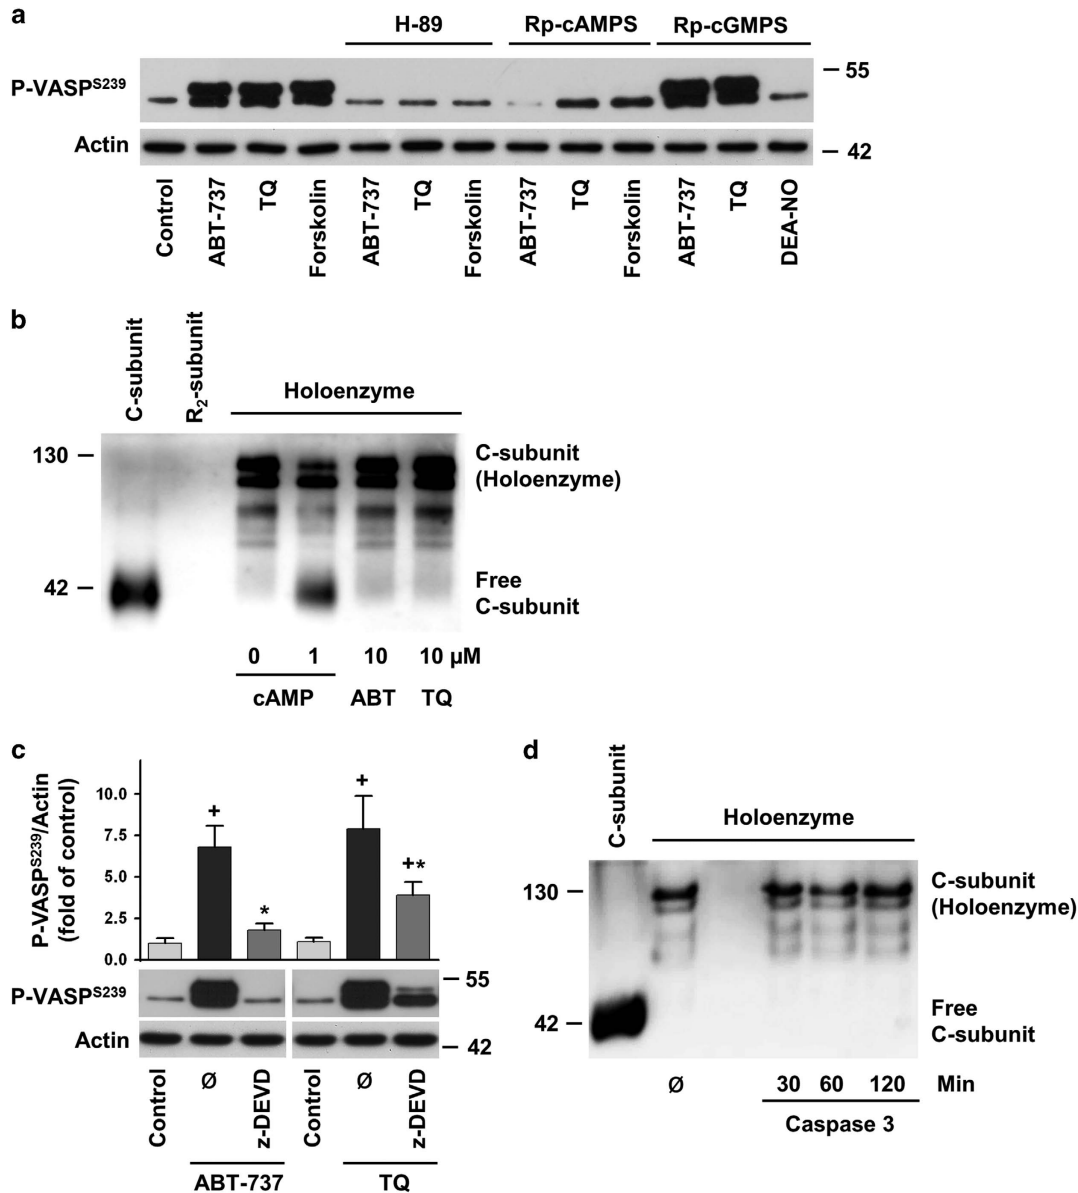 a
H-89 Rp-cAMPS Rp-cGMPS
P-VASPS239
55
Actin
42
Control ABT-737 TQ Forskolin ABT-737 TQ Forskolin ABT-737 TQ Forskolin ABT-737 TQ DEA-NO
b
C-subunit R2-subunit
Holoenzyme
130
C-subunit
(Holoenzyme)
42
Free
C-subunit
0 1 10 10 µM
cAMP ABT TQ
c
P-VASPS239/Actin
(fold of control)
10.0
7.5
5.0
2.5
0.0
+ * + +*
P-VASPS239
55
Actin
42
Control Ø z-DEVD Control Ø z-DEVD
ABT-737 TQ
d
C-subunit
Holoenzyme
130
C-subunit
(Holoenzyme)
42
Free
C-subunit
Ø 30 60 120 Min
Caspase 3